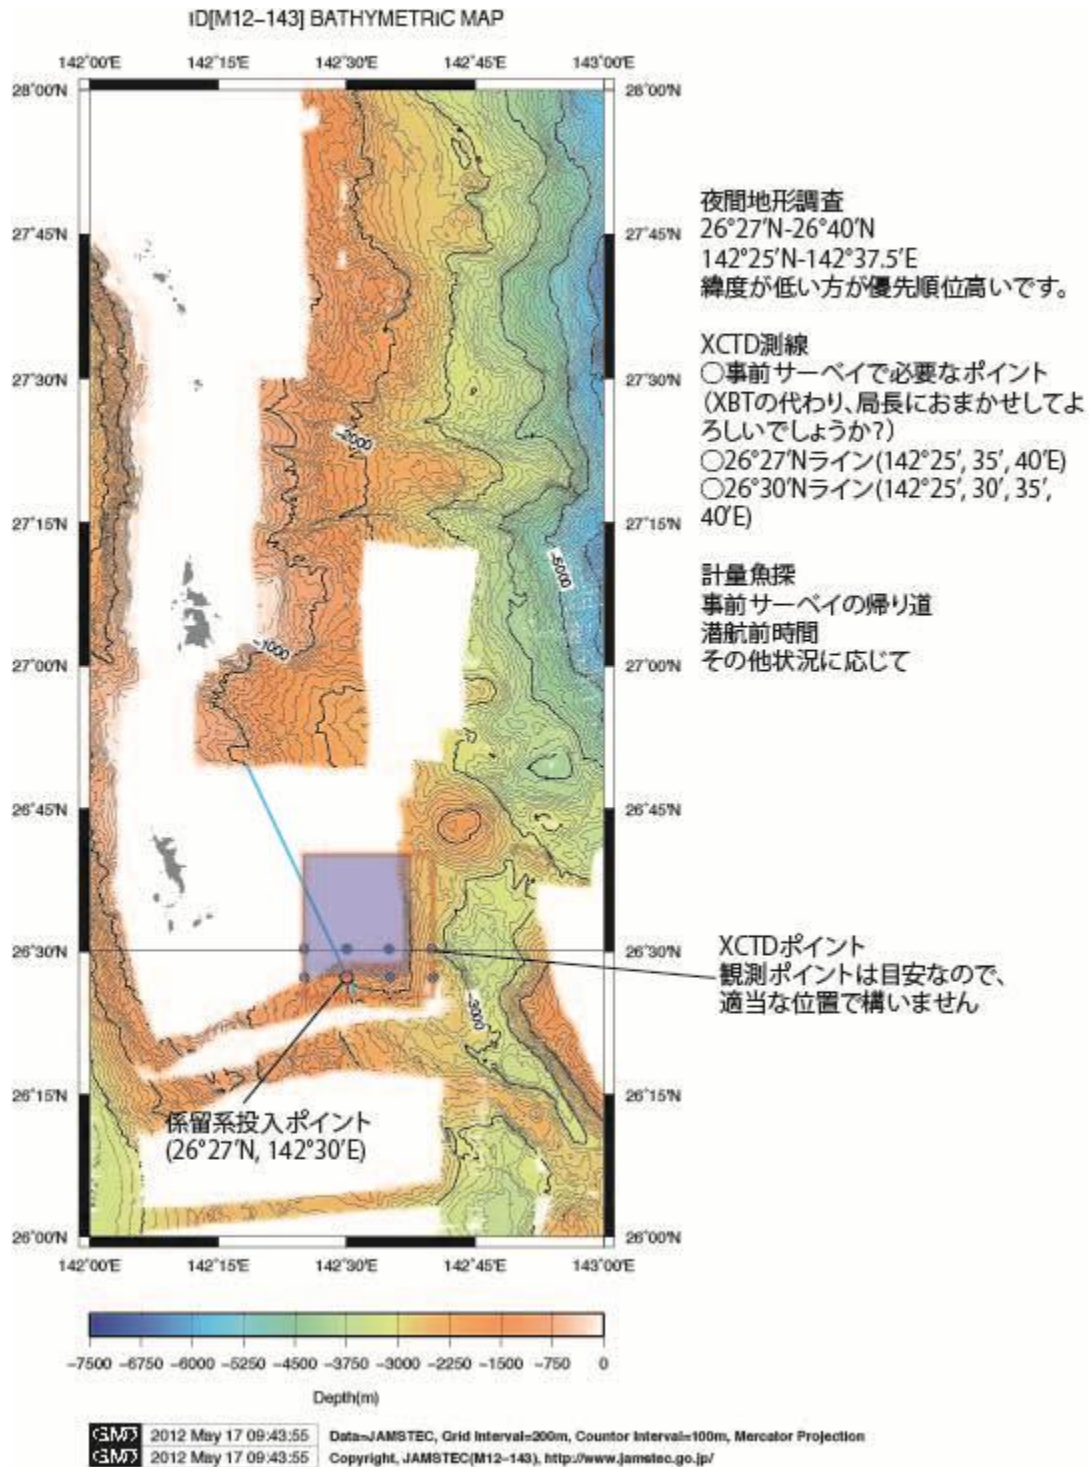 ID[M12-143] BATHYMETRIC MAP
142°00'E 142°15'E 142°30'E 142°45'E 143°00'E
28°00'N 28°00'N
27°45'N 27°45'N
27°30'N 27°30'N
27°15'N 27°15'N
27°00'N 27°00'N
26°45'N 26°45'N
26°30'N 26°30'N
26°15'N 26°15'N
26°00'N 26°00'N
142°00'E 142°15'E 142°30'E 142°45'E 143°00'E
-2000
-5000
-1000
-3000
夜間地形調査
26°27'N-26°40'N
142°25'N-142°37.5'E
緯度が低い方が優先順位高いです。
XCTD測線
○事前サーベイで必要なポイント
(XBTの代わり、局長におまかせしてよ
ろしいでしょうか?)
○26°27'Nライン(142°25', 35', 40'E)
○26°30'Nライン(142°25', 30', 35',
40'E)
計量魚探
事前サーベイの帰り道
潜航前時間
その他状況に応じて
XCTDポイント
観測ポイントは目安なので、
適当な位置で構いません
係留系投入ポイント
(26°27'N, 142°30'E)
-7500 -6750 -6000 -5250 -4500 -3750 -3000 -2250 -1500 -750 0
Depth(m)
GMT 2012 May 17 09:43:55 Data=JAMSTEC, Grid Interval=200m, Countor Interval=100m, Mercator Projection
GMT 2012 May 17 09:43:55 Copyright, JAMSTEC(M12-143), http://www.jamstec.go.jp/